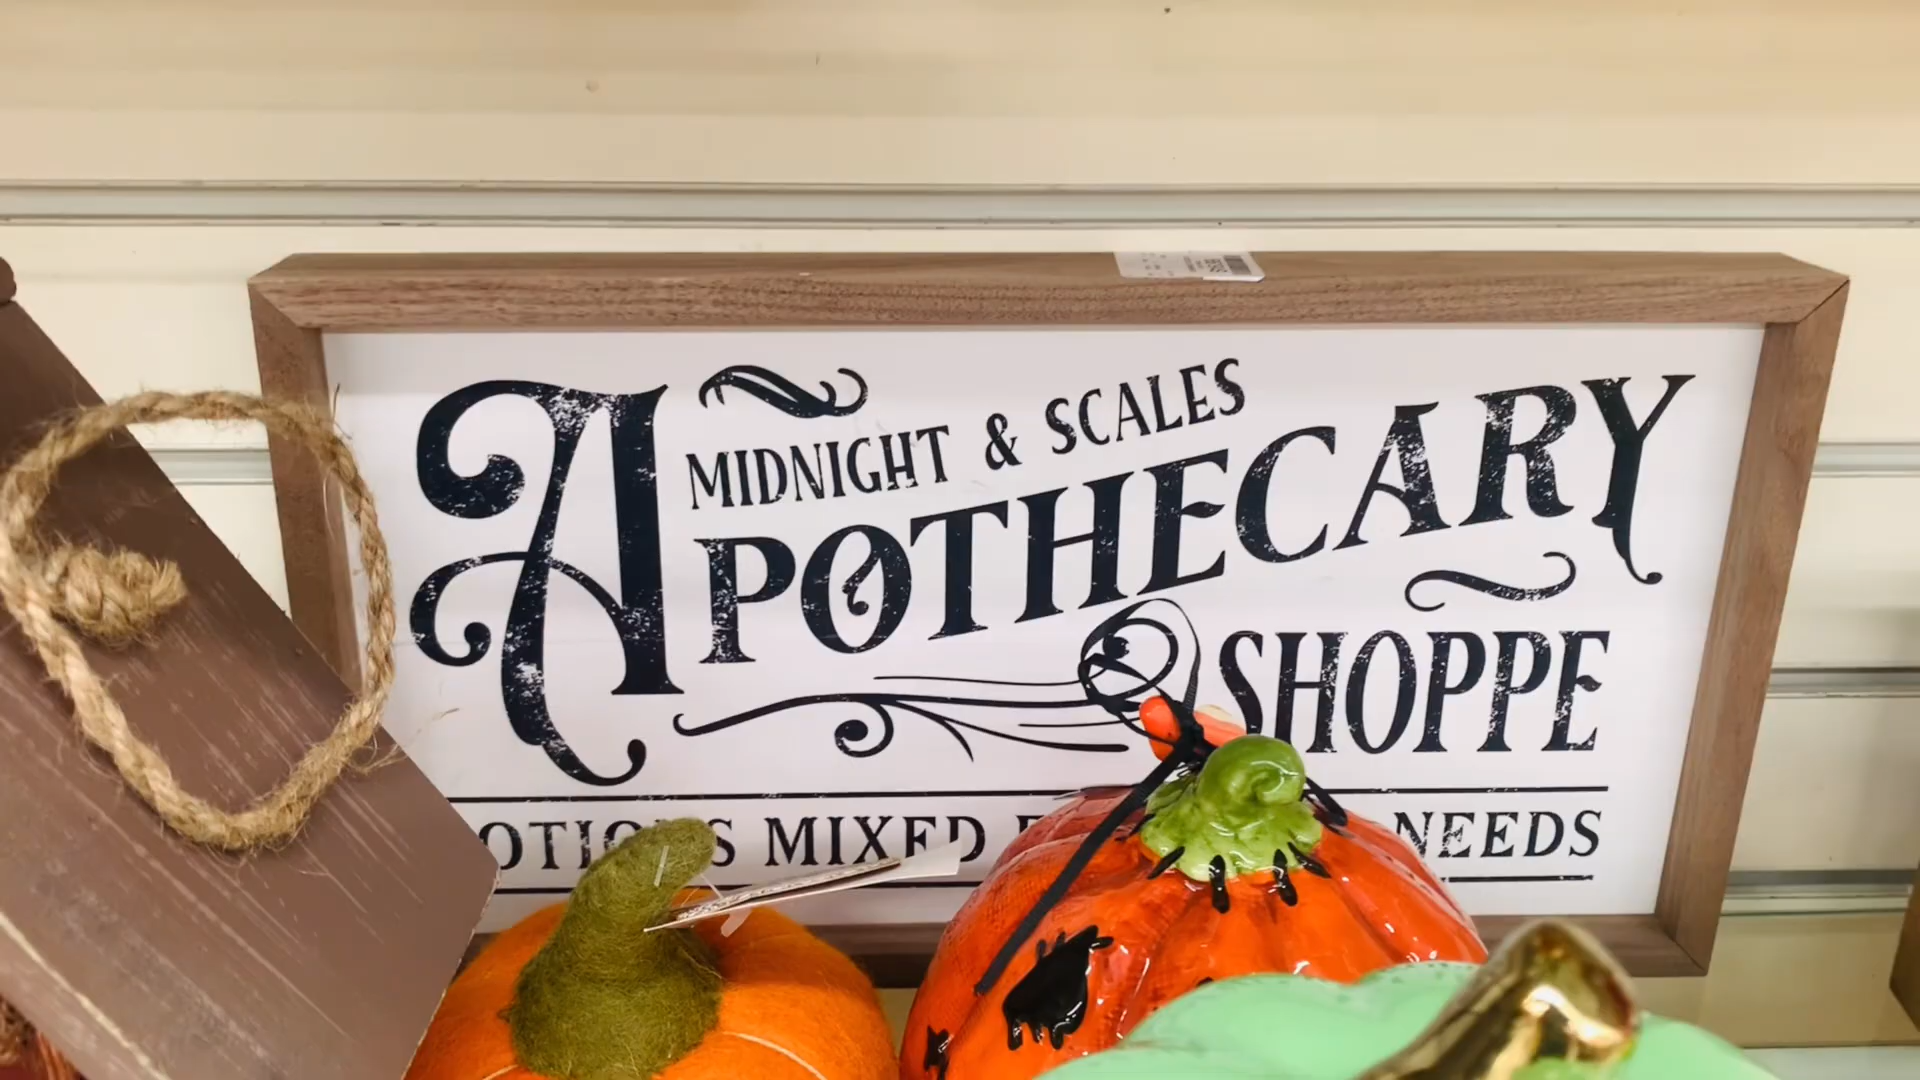 MIDNIGHT & SCALES
APOTHECARY
SHOPPE
MIXED NEEDS